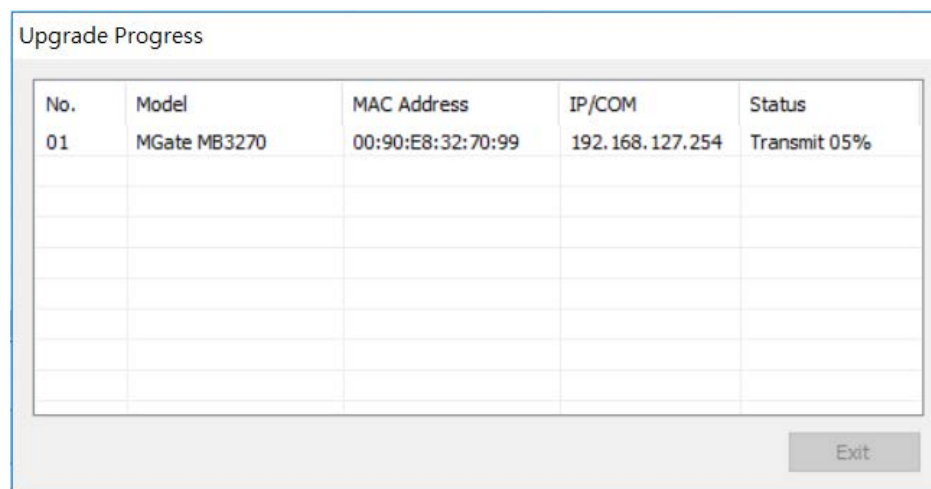 Upgrade Progress
No. Model MAC Address IP/COM Status
01 MGate MB3270 00:90:E8:32:70:99 192.168.127.254 Transmit 05%
Exit